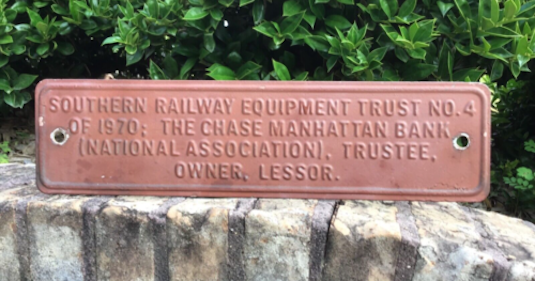 SOUTHERN RAILWAY EQUIPMENT TRUST NO.4
OF 1970; THE CHASE MANHATTAN BANK
(NATIONAL ASSOCIATION), TRUSTEE,
OWNER, LESSOR.